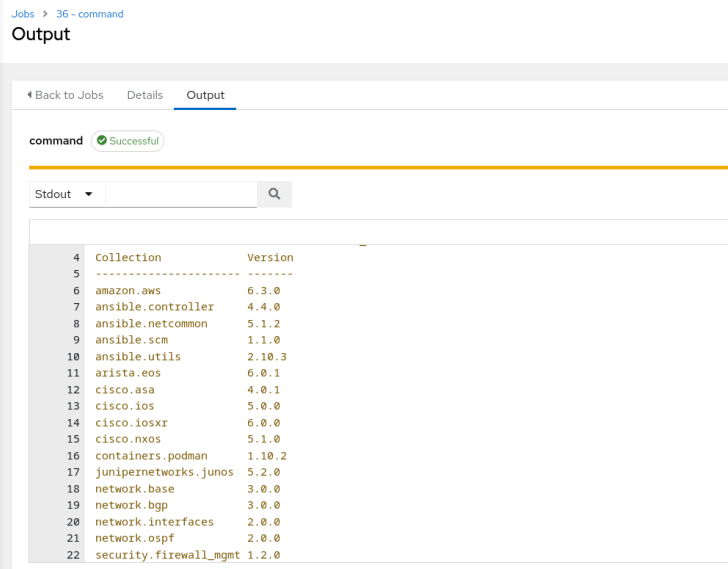 Jobs > 36 - command
Output
Back to Jobs Details Output
command Successful
Stdout
4 Collection Version
5 ---------------------- -------
6 amazon.aws 6.3.0
7 ansible.controller 4.4.0
8 ansible.netcommon 5.1.2
9 ansible.scm 1.1.0
10 ansible.utils 2.10.3
11 arista.eos 6.0.1
12 cisco.asa 4.0.1
13 cisco.ios 5.0.0
14 cisco.iosxr 6.0.0
15 cisco.nxos 5.1.0
16 containers.podman 1.10.2
17 junipernetworks.junos 5.2.0
18 network.base 3.0.0
19 network.bgp 3.0.0
20 network.interfaces 2.0.0
21 network.ospf 2.0.0
22 security.firewall_mgmt 1.2.0